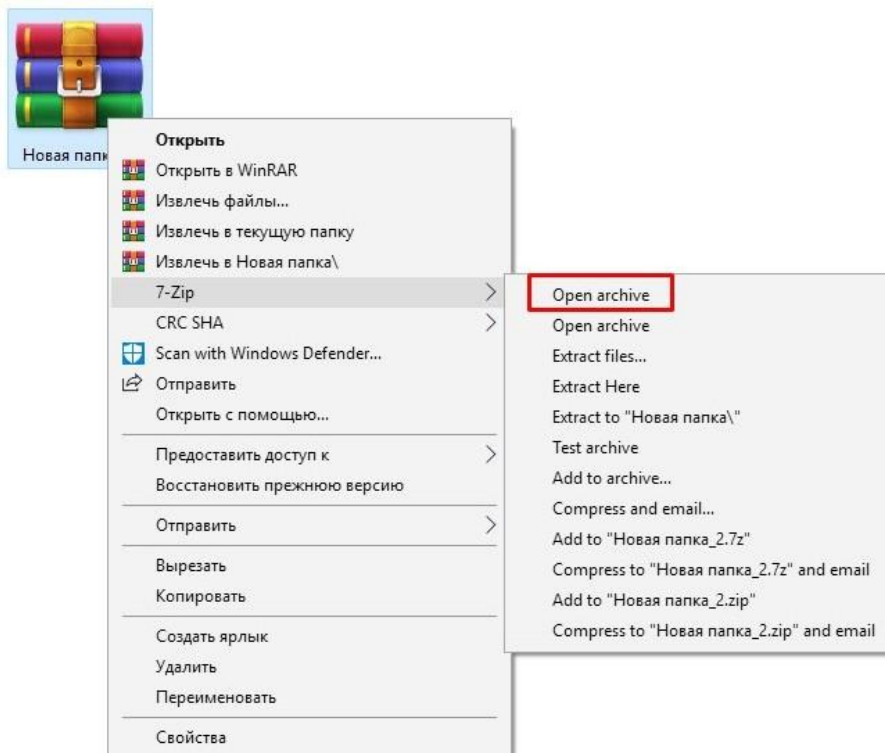 Новая папк
Открыть
Открыть в WinRAR
Извлечь файлы...
Извлечь в текущую папку
Извлечь в Новая папка\
7-Zip
CRC SHA
Scan with Windows Defender...
Отправить
Открыть с помощью...
Предоставить доступ к
Восстановить прежнюю версию
Отправить
Вырезать
Копировать
Создать ярлык
Удалить
Переименовать
Свойства
Open archive
Open archive
Extract files...
Extract Here
Extract to "Новая папка\"
Test archive
Add to archive...
Compress and email...
Add to "Новая папка_2.7z"
Compress to "Новая папка_2.7z" and email
Add to "Новая папка_2.zip"
Compress to "Новая папка_2.zip" and email